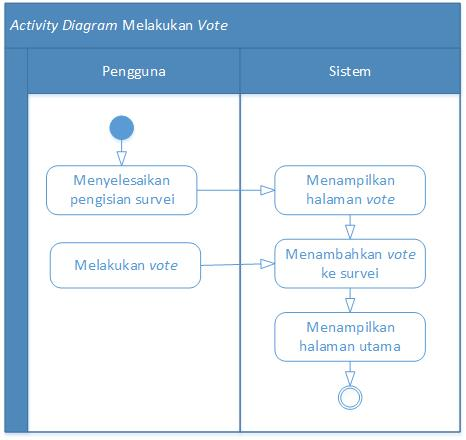 Activity Diagram Melakukan Vote
Pengguna
Sistem
Menyelesaikan
pengisian survei
Menampilkan
halaman vote
Melakukan vote
Menambahkan vote
ke survei
Menampilkan
halaman utama